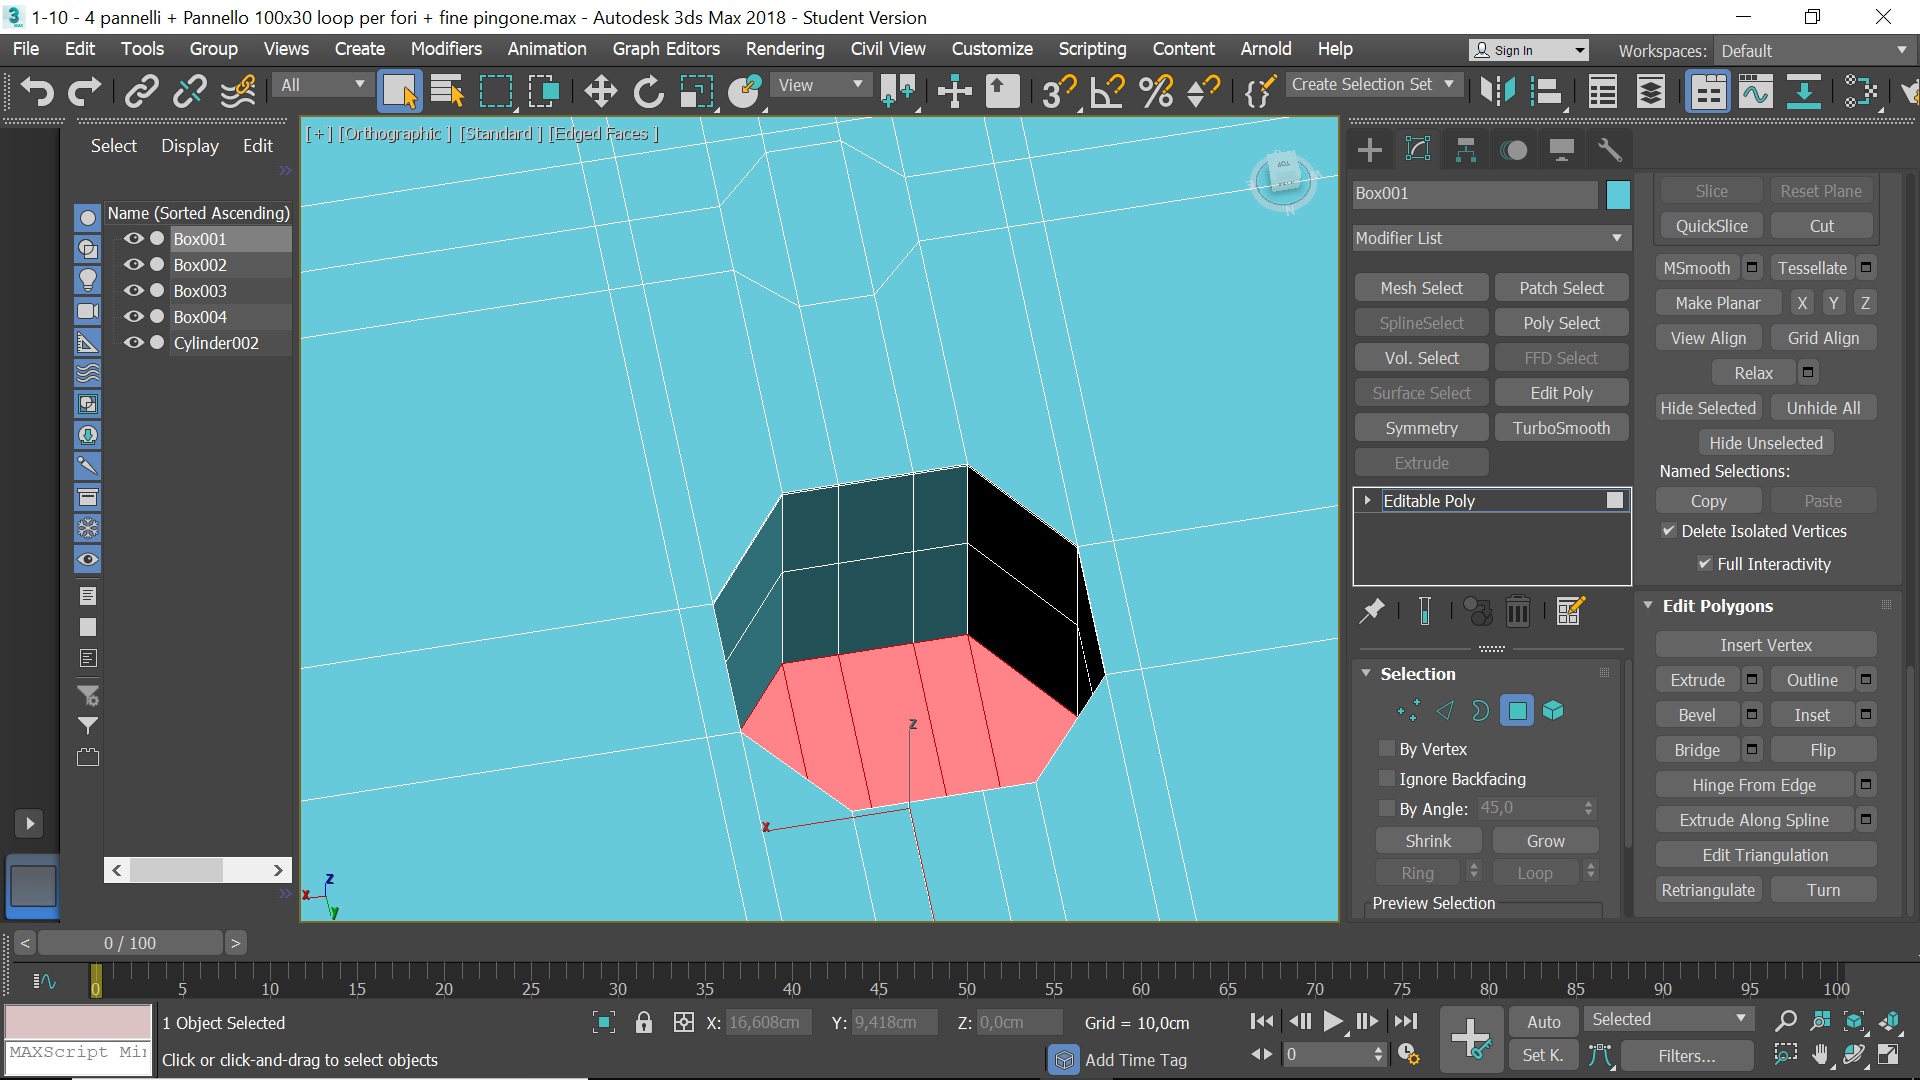 1-10 - 4 pannelli + Pannello 100x30 loop per fori + fine pingone.max - Autodesk 3ds Max 2018 - Student Version
File Edit Tools Group Views Create Modifiers Animation Graph Editors Rendering Civil View Customize Scripting Content Arnold Help Sign In Workspaces: Default
All View Create Selection Set
Select Display Edit
[ + ] [Orthographic ] [Standard ] [Edged Faces ]
Name (Sorted Ascending)
Box001
Box002
Box003
Box004
Cylinder002
TOP
N
z
x
z
x
y
Box001
Modifier List
Mesh Select Patch Select
SplineSelect Poly Select
Vol. Select FFD Select
Surface Select Edit Poly
Symmetry TurboSmooth
Extrude
Editable Poly
Selection
By Vertex
Ignore Backfacing
By Angle: 45,0
Shrink Grow
Ring Loop
Preview Selection
Slice Reset Plane
QuickSlice Cut
MSmooth Tessellate
Make Planar X Y Z
View Align Grid Align
Relax
Hide Selected Unhide All
Hide Unselected
Named Selections:
Copy Paste
Delete Isolated Vertices
Full Interactivity
Edit Polygons
Insert Vertex
Extrude Outline
Bevel Inset
Bridge Flip
Hinge From Edge
Extrude Along Spline
Edit Triangulation
Retriangulate Turn
< 0 / 100 >
0 5 10 15 20 25 30 35 40 45 50 55 60 65 70 75 80 85 90 95 100
1 Object Selected X: 16,608cm Y: 9,418cm Z: 0,0cm Grid = 10,0cm Auto Selected
MAXScript Mir Click or click-and-drag to select objects Add Time Tag 0 Set K. Filters...